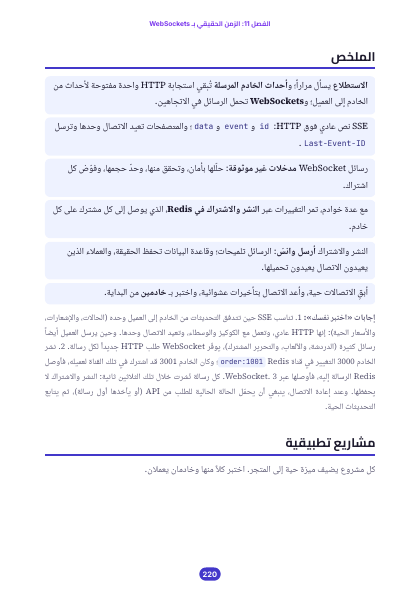 الفصل 11: الزمن الحقيقي بـ WebSockets
الملخص
الاستطلاع يسأل مراراً؛ وأحداث الخادم المرسلة تُبقي استجابة HTTP واحدة مفتوحة لأحداث من
الخادم إلى العميل؛ وWebSockets تحمل الرسائل في الاتجاهين.
SSE نص عادي فوق HTTP: id و event و data ؛ والمتصفحات تعيد الاتصال وحدها وترسل
Last-Event-ID .
رسائل WebSocket مدخلات غير موثوقة: حلّلها بأمان، وتحقق منها، وحدّ حجمها، وفوّض كل
اشتراك.
مع عدة خوادم، تمر التغييرات عبر النشر والاشتراك في Redis، الذي يوصل إلى كل مشترك على كل
خادم.
النشر والاشتراك أرسل وانسَ: الرسائل تلميحات؛ وقاعدة البيانات تحفظ الحقيقة، والعملاء الذين
يعيدون الاتصال يعيدون تحميلها.
أبقِ الاتصالات حية، وأعد الاتصال بتأخيرات عشوائية، واختبر بـ خادمين من البداية.
إجابات «اختبر نفسك»: 1. تناسب SSE حين تتدفق التحديثات من الخادم إلى العميل وحده (الحالات، والإشعارات،
والأسعار الحية): إنها HTTP عادي، وتعمل مع الكوكيز والوسطاء، وتعيد الاتصال وحدها. وحين يرسل العميل أيضاً
رسائل كثيرة (الدردشة، والألعاب، والتحرير المشترك)، يوفّر WebSocket طلب HTTP جديداً لكل رسالة. 2. نشر
الخادم 3000 التغيير في قناة Redis order:1001 ؛ وكان الخادم 3001 قد اشترك في تلك القناة لعميله، فأوصل
Redis الرسالة إليه، فأوصلها عبر WebSocket. 3. كل رسالة نُشرت خلال تلك الثلاثين ثانية: النشر والاشتراك لا
يحفظها. وعند إعادة الاتصال، ينبغي أن يحمّل الحالة الحالية للطلب من API (أو يأخذها أول رسالة)، ثم يتابع
التحديثات الحية.
مشاريع تطبيقية
كل مشروع يضيف ميزة حية إلى المتجر. اختبر كلاً منها وخادمان يعملان.
220